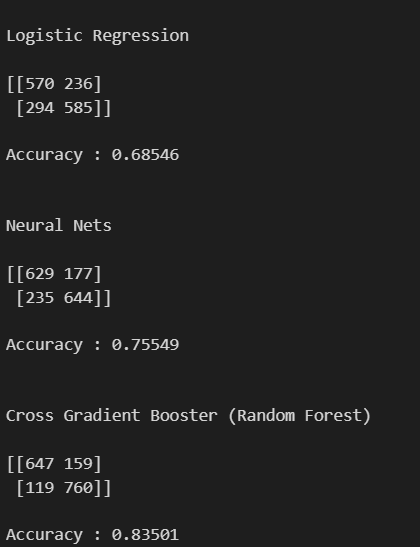 Logistic Regression
[[570 236]
[294 585]]
Accuracy : 0.68546
Neural Nets
[[629 177]
[235 644]]
Accuracy : 0.75549
Cross Gradient Booster (Random Forest)
[[647 159]
[119 760]]
Accuracy : 0.83501